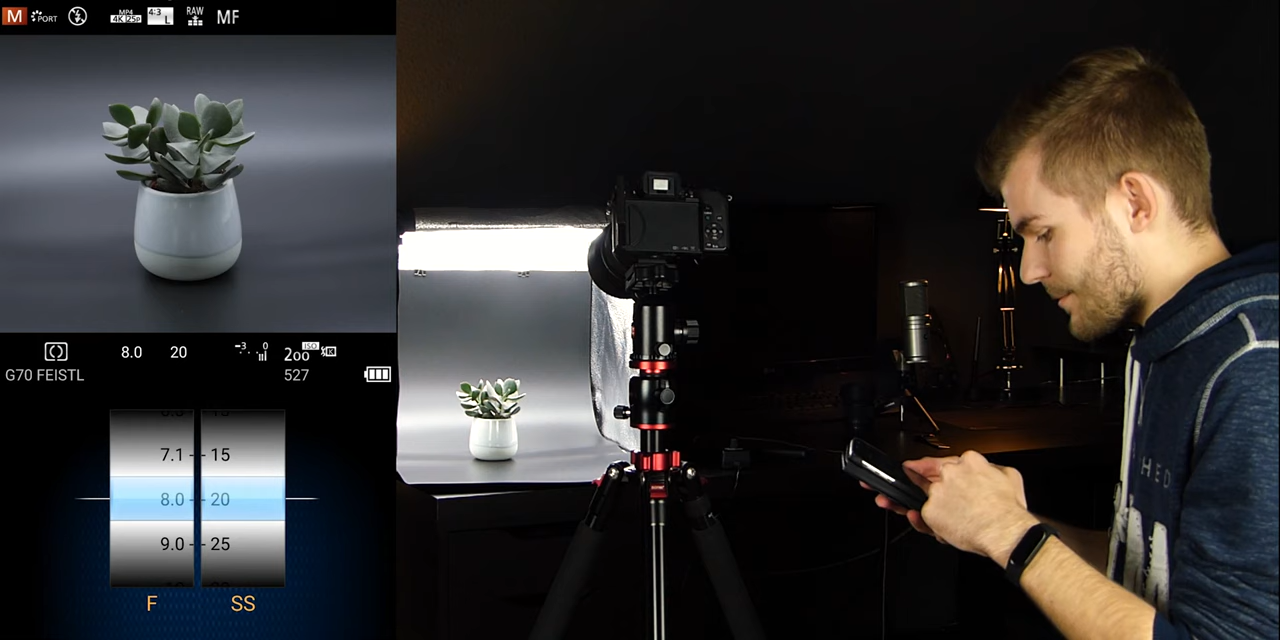 M PORT MP4 4K 25p 4:3 L RAW MF
8.0 20 -3 0 ISO 200
G70 FEISTL 527
7.1 15
8.0 20
9.0 25
F SS
HED